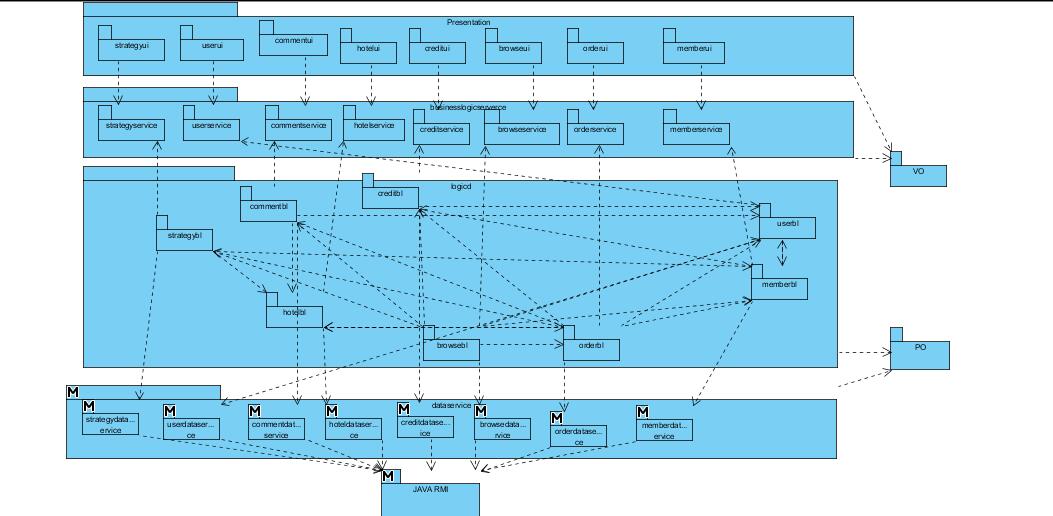 Presentation
strategyui
userui
commentui
hotelui
creditui
browseui
orderui
memberui
strategyservice
userservice
commentservice
hotelservice
creditservice
browseservice
orderservice
memberservice
VO
logicd
creditbl
commentbl
userbl
strategybl
memberbl
hotelbl
browsebl
orderbl
PO
M
dataservice
M
strategydata...
ervice
M
userdataser...
ce
M
commentdat...
service
M
hoteldataser...
ce
M
creditdatase...
ice
M
browsedata...
rvice
M
orderdatase...
ce
M
memberdat...
ervice
M
JAVA RMI